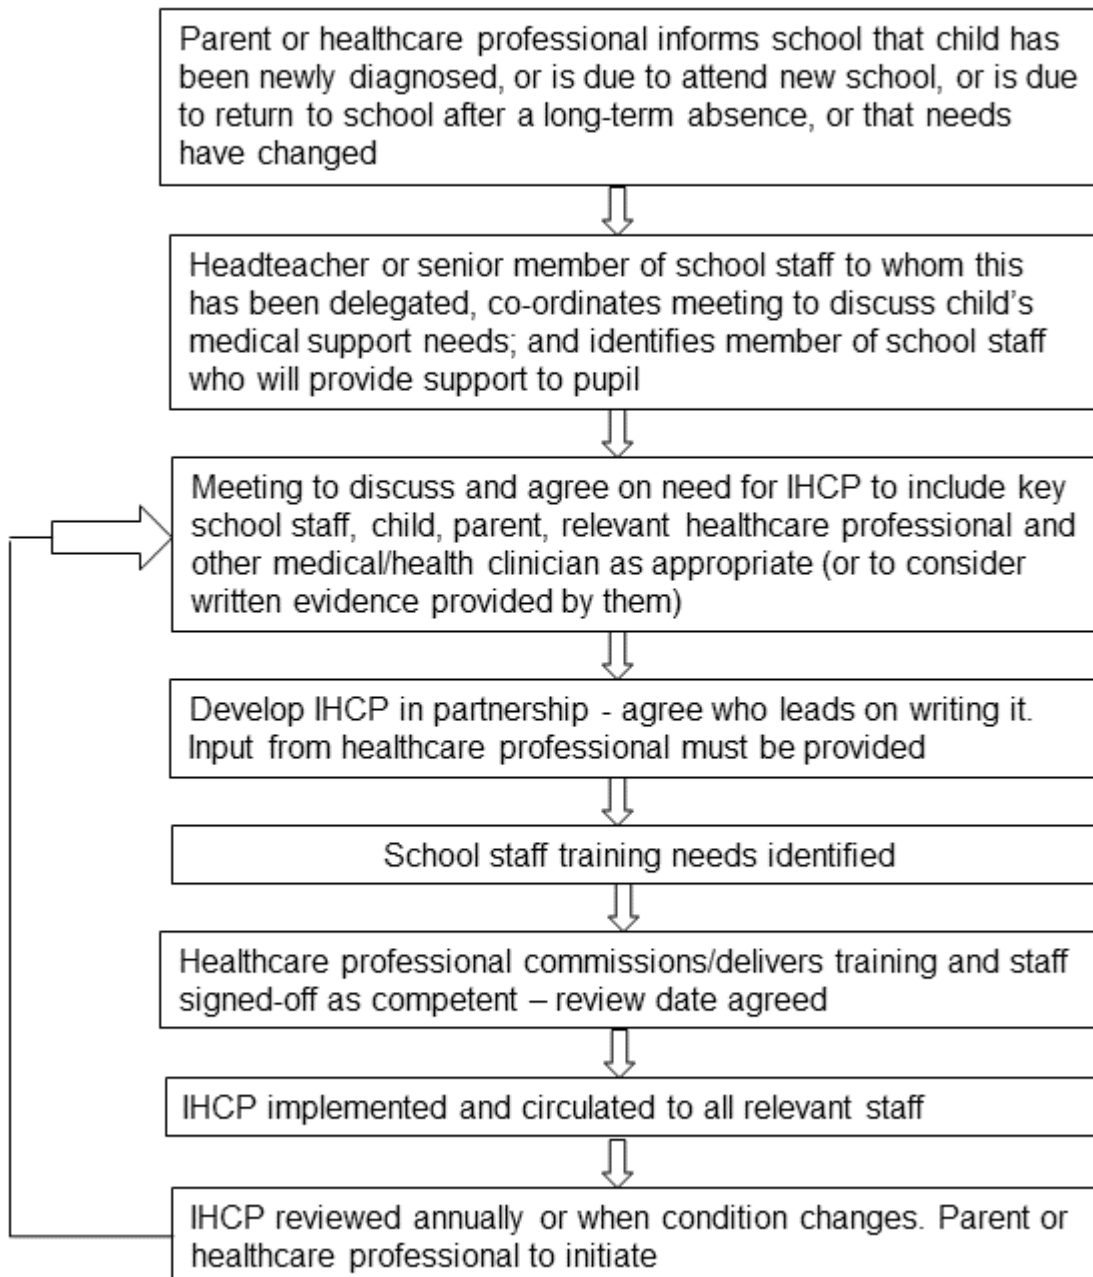 Parent or healthcare professional informs school that child has
been newly diagnosed, or is due to attend new school, or is due
to return to school after a long-term absence, or that needs
have changed
Headteacher or senior member of school staff to whom this
has been delegated, co-ordinates meeting to discuss child's
medical support needs; and identifies member of school staff
who will provide support to pupil
Meeting to discuss and agree on need for IHCP to include key
school staff, child, parent, relevant healthcare professional and
other medical/health clinician as appropriate (or to consider
written evidence provided by them)
Develop IHCP in partnership - agree who leads on writing it.
Input from healthcare professional must be provided
School staff training needs identified
Healthcare professional commissions/delivers training and staff
signed-off as competent – review date agreed
IHCP implemented and circulated to all relevant staff
IHCP reviewed annually or when condition changes. Parent or
healthcare professional to initiate